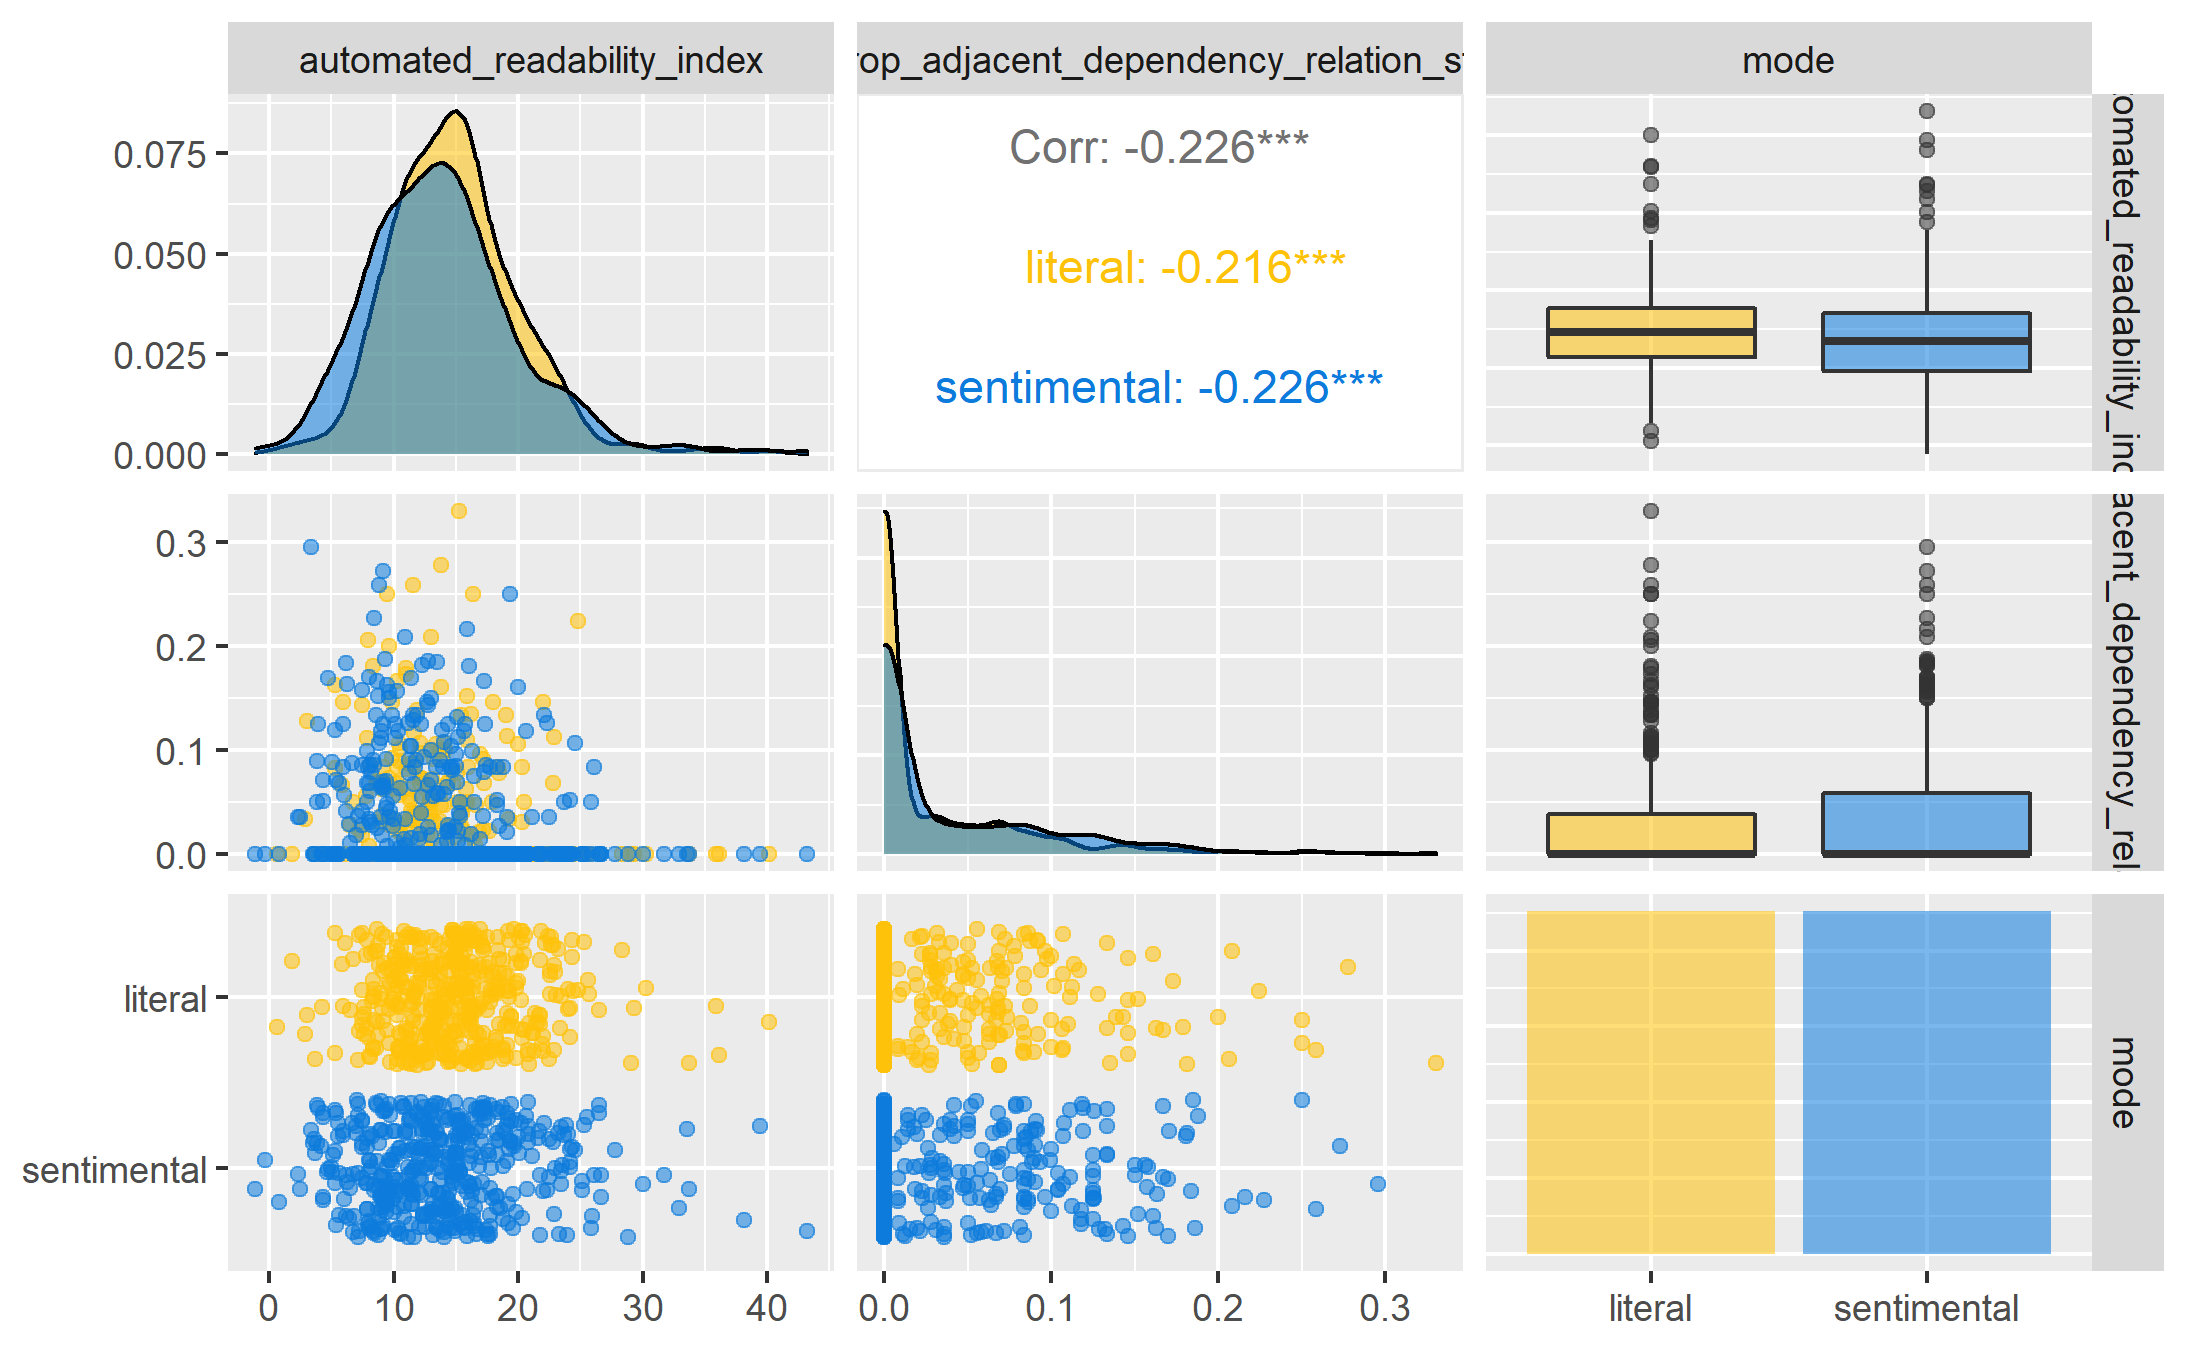 automated_readability_index
rop_adjacent_dependency_relation_s
mode
0.075
0.050
0.025
0.000
Corr: -0.226***
literal: -0.216***
sentimental: -0.226***
omated_readability_inc
0.3
0.2
0.1
0.0
acent_dependency_rel
literal
sentimental
mode
0 10 20 30 40
0.0 0.1 0.2 0.3
literal sentimental